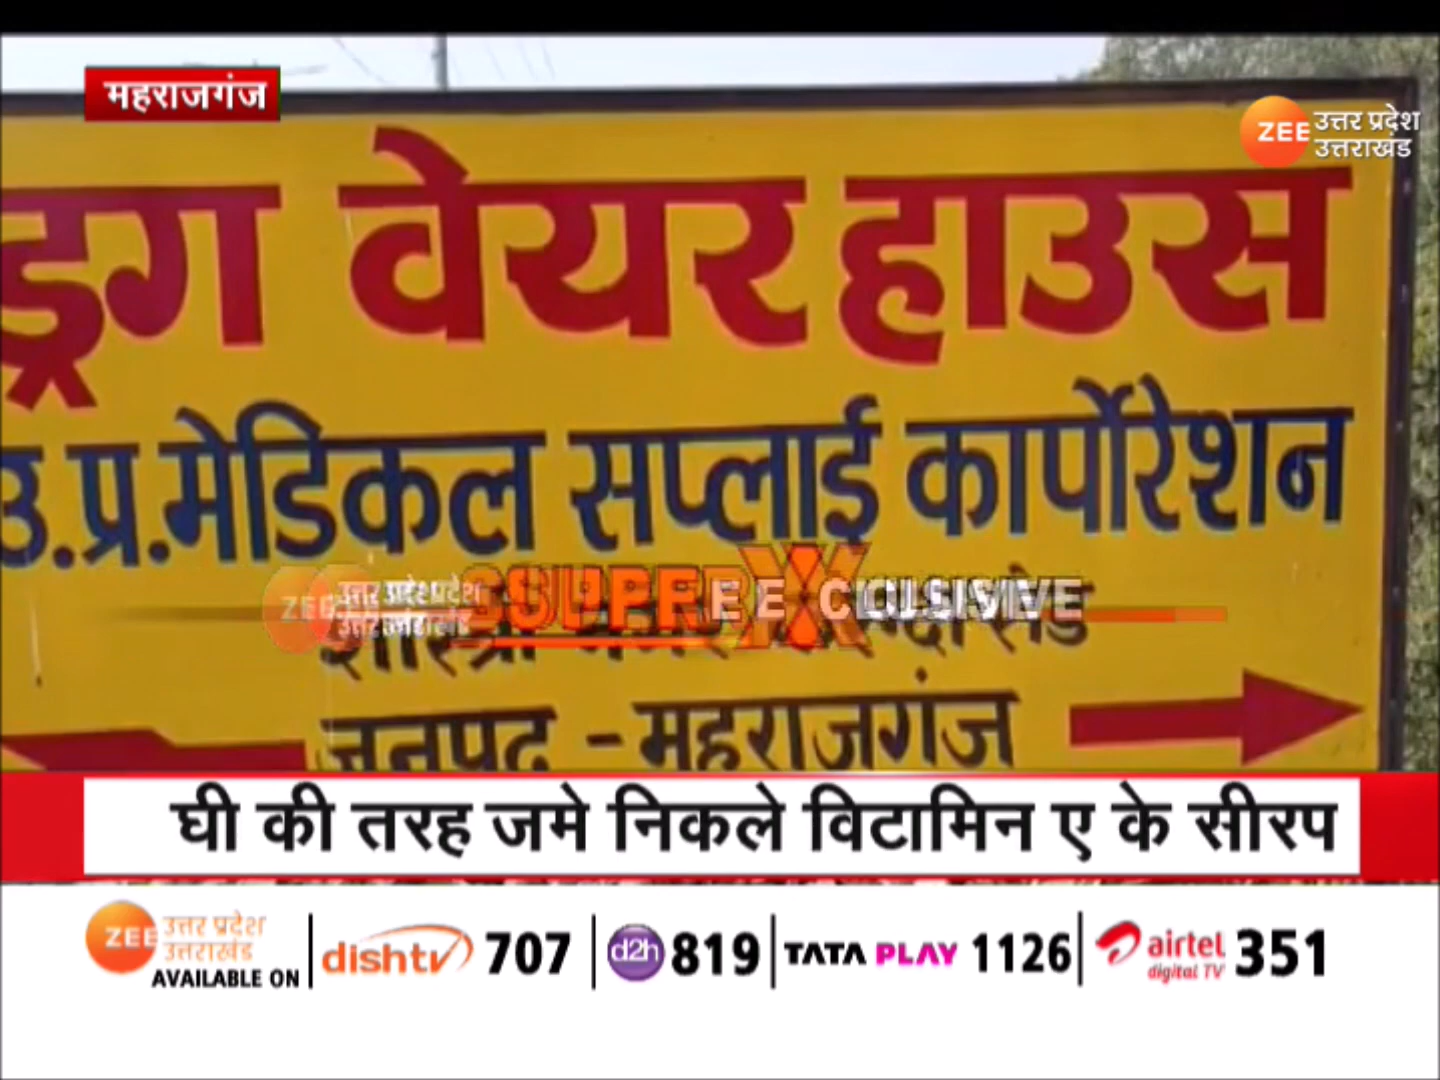 महराजगंज
ZEE उत्तर प्रदेश
उत्तराखंड
ड्रग वेयर हाउस
उ.प्र.मेडिकल सप्लाई कार्पोरेशन
ZEE
जनपद - महराजगंज
घी की तरह जमे निकले विटामिन ए के सीरप
ZEE उत्तर प्रदेश
उत्तराखंड
AVAILABLE ON
dishtv 707
d2h 819
TATA PLAY 1126
airtel
digital TV
351